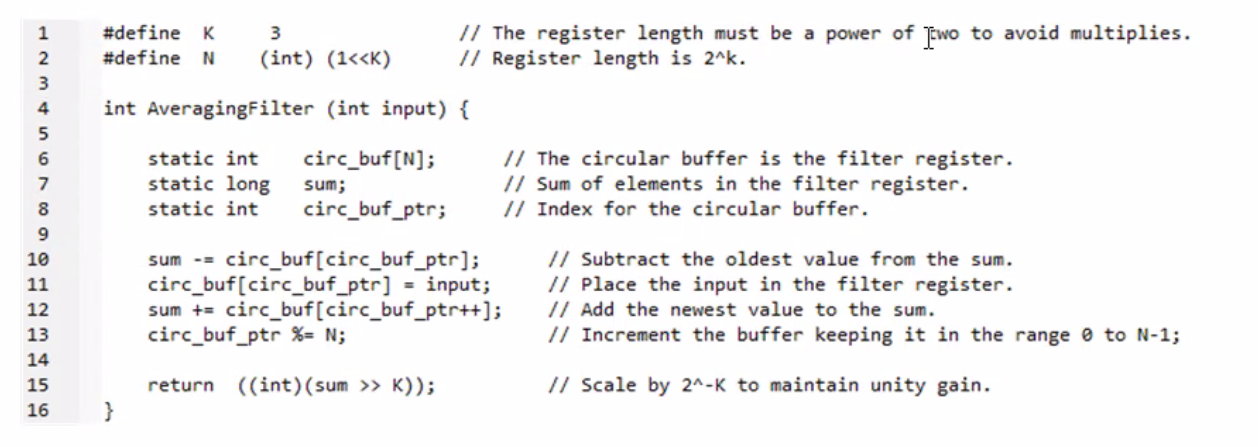 1 #define K 3 // The register length must be a power of two to avoid multiplies.
2 #define N (int) (1<<K) // Register length is 2^k.
3
4 int AveragingFilter (int input) {
5
6 static int circ_buf[N]; // The circular buffer is the filter register.
7 static long sum; // Sum of elements in the filter register.
8 static int circ_buf_ptr; // Index for the circular buffer.
9
10 sum -= circ_buf[circ_buf_ptr]; // Subtract the oldest value from the sum.
11 circ_buf[circ_buf_ptr] = input; // Place the input in the filter register.
12 sum += circ_buf[circ_buf_ptr++]; // Add the newest value to the sum.
13 circ_buf_ptr %= N; // Increment the buffer keeping it in the range 0 to N-1;
14
15 return ((int)(sum >> K)); // Scale by 2^-K to maintain unity gain.
16 }